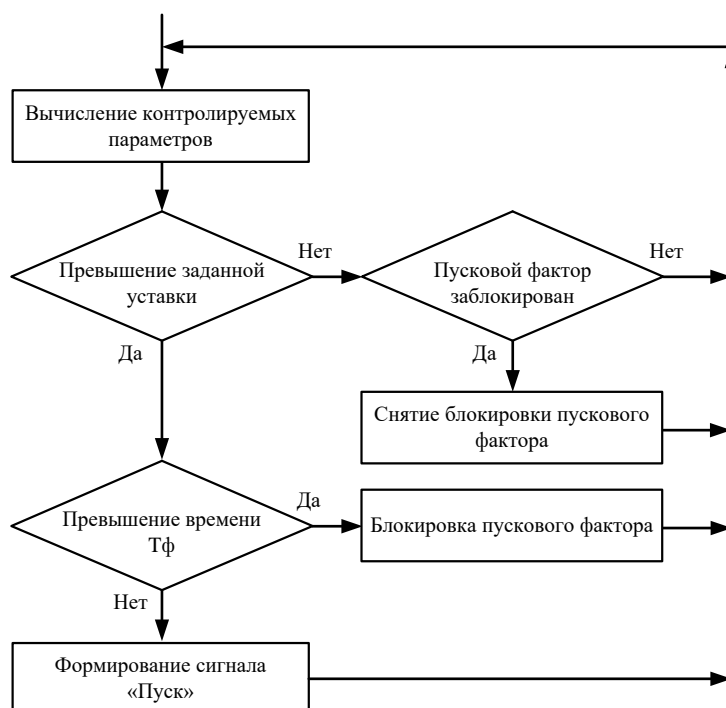 Вычисление контролируемых
параметров
Превышение заданной
уставки
Нет
Пусковой фактор
заблокирован
Нет
Да
Да
Снятие блокировки пускового
фактора
Превышение времени
Тф
Да
Блокировка пускового фактора
Нет
Формирование сигнала
«Пуск»